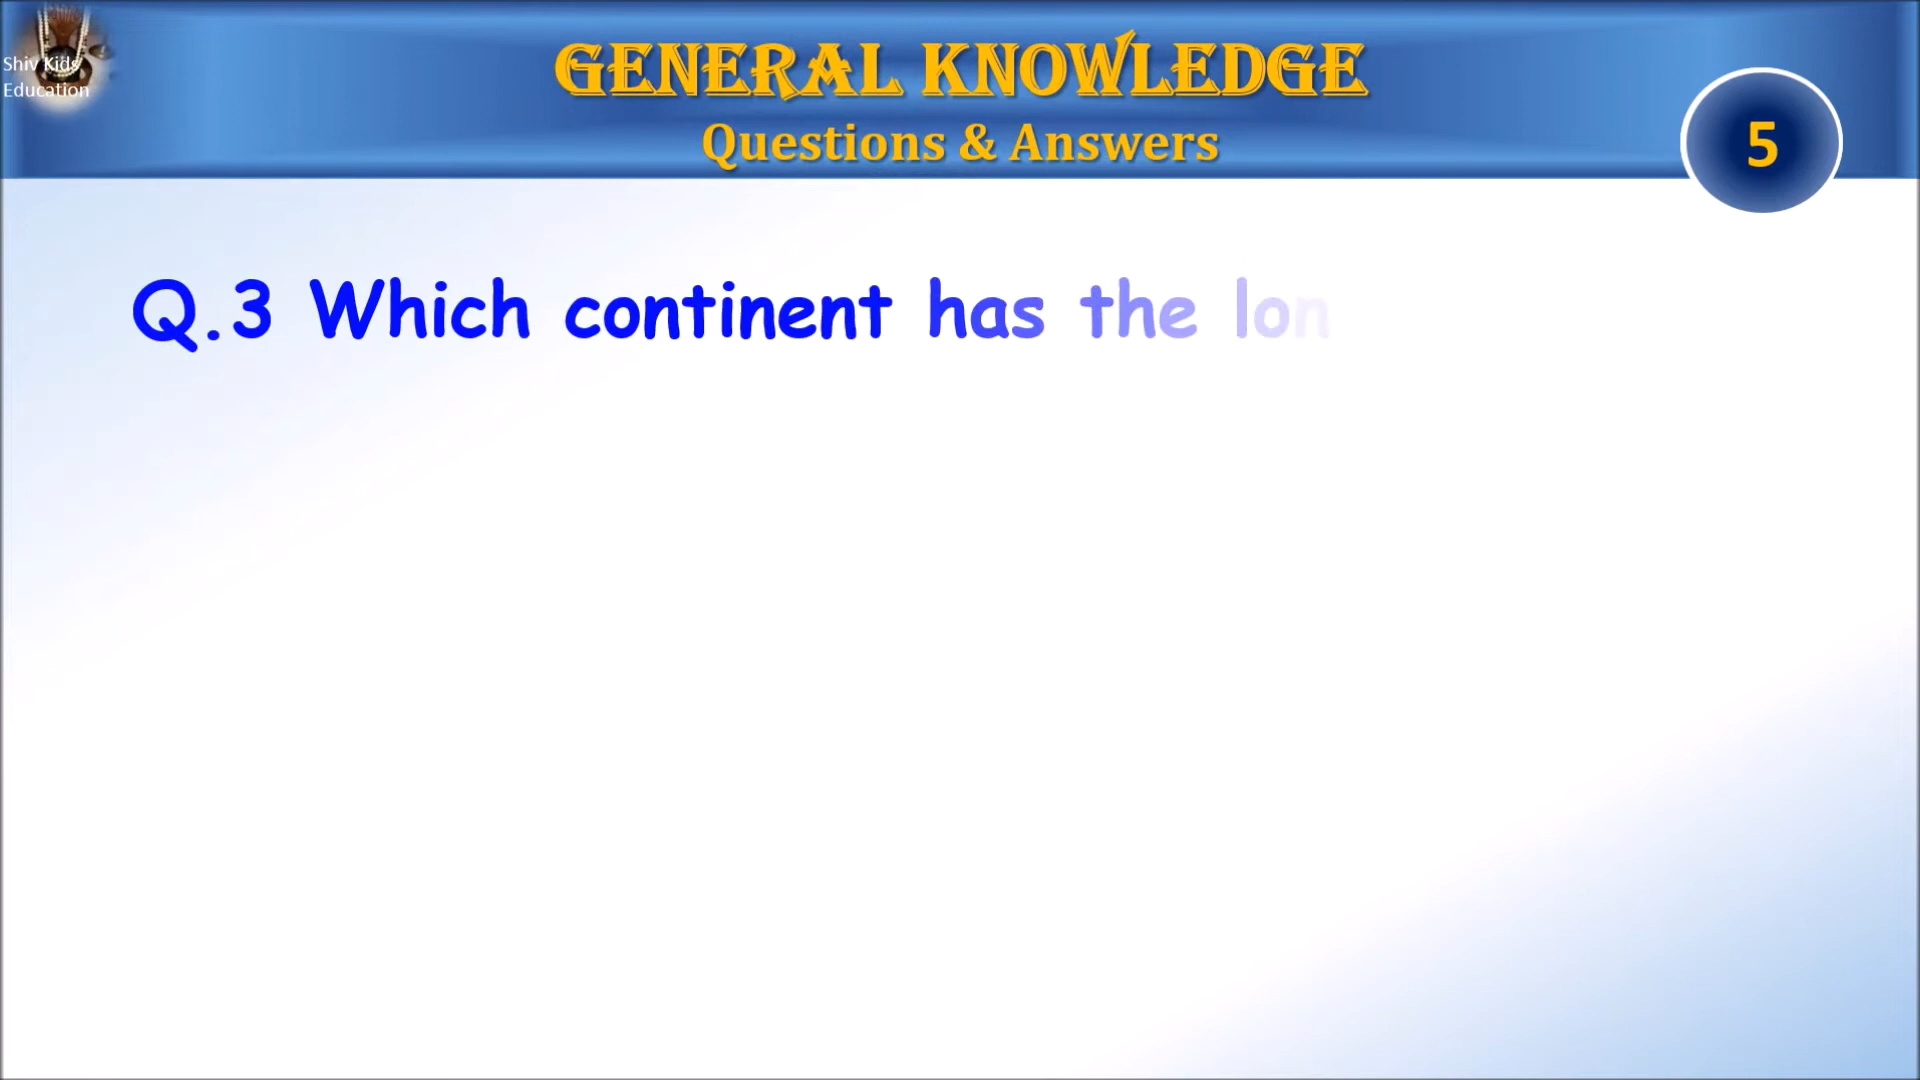 Shiv Kids
Education
GENERAL KNOWLEDGE
Questions & Answers
5
Q.3 Which continent has the lon